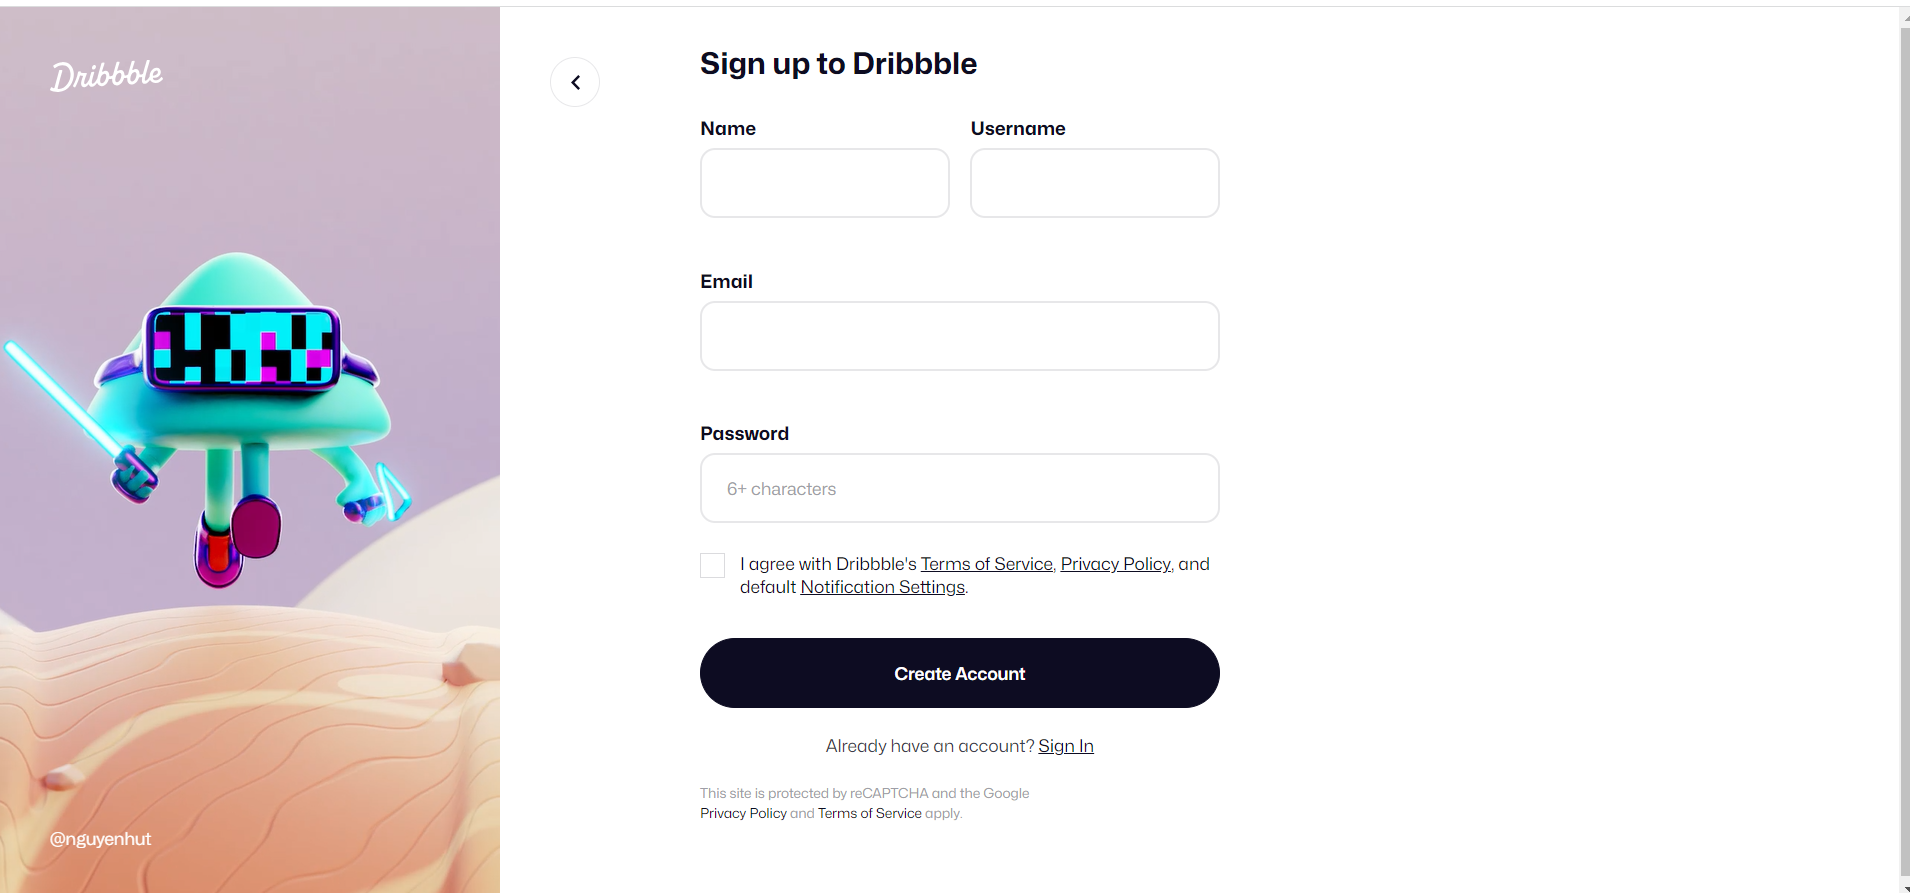 Dribbble
Sign up to Dribbble
Name
Username
Email
Password
6+ characters
I agree with Dribbble's Terms of Service, Privacy Policy, and
default Notification Settings.
Create Account
Already have an account? Sign In
This site is protected by reCAPTCHA and the Google
Privacy Policy and Terms of Service apply.
@nguyenhut